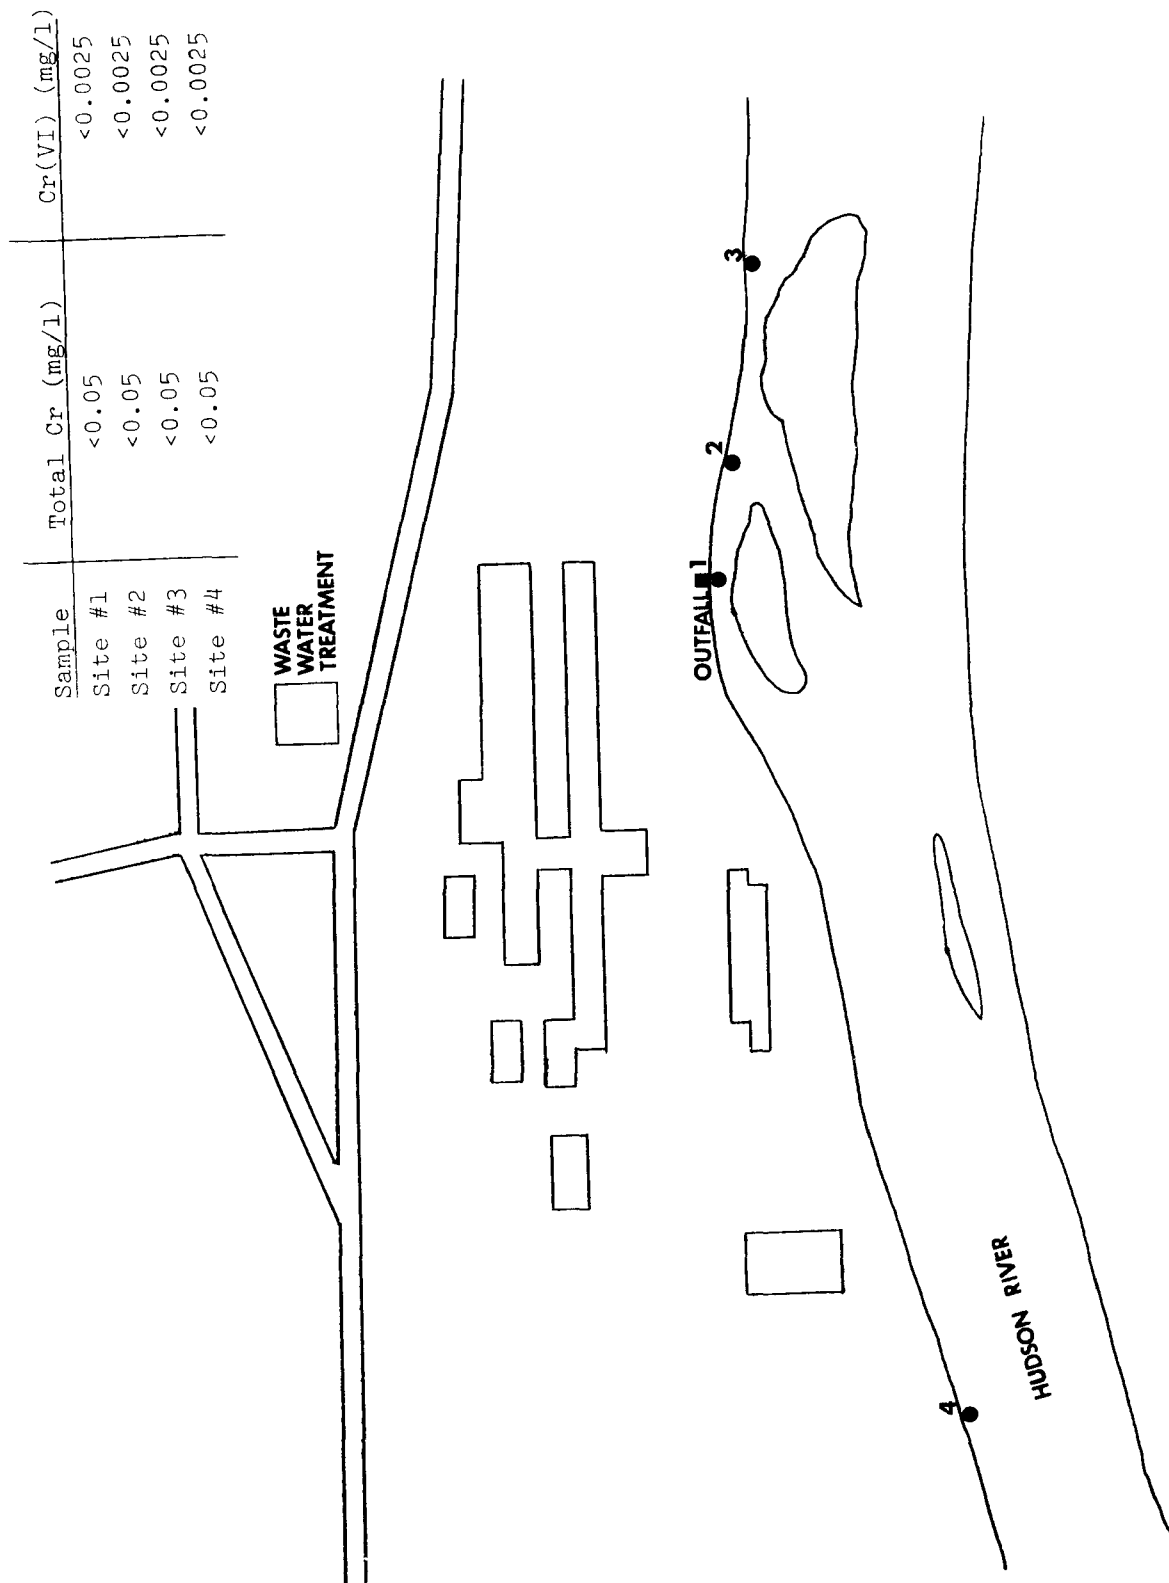 Sample Total Cr (mg/l) Cr(VI) (mg/l)
Site #1 <0.05 <0.0025
Site #2 <0.05 <0.0025
Site #3 <0.05 <0.0025
Site #4 <0.05 <0.0025
WASTE
WATER
TREATMENT
OUTFALL 1
2
3
4
HUDSON RIVER